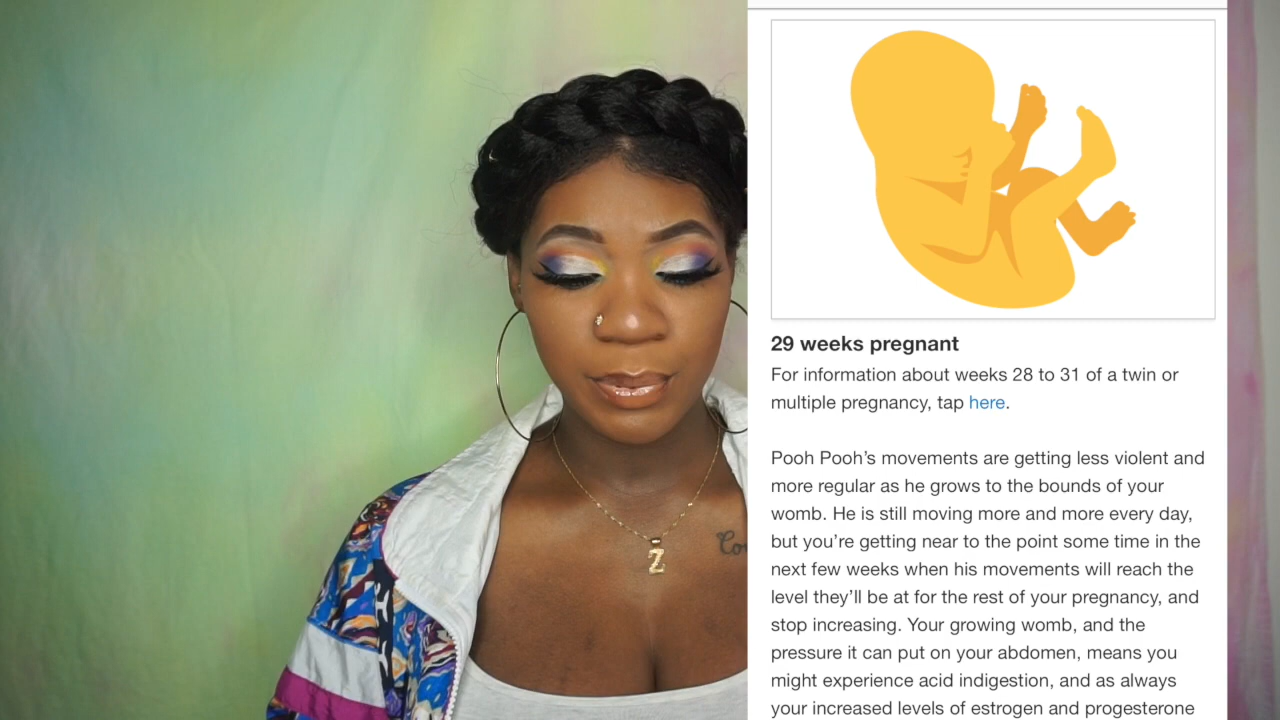 29 weeks pregnant
For information about weeks 28 to 31 of a twin or
multiple pregnancy, tap here.
Pooh Pooh’s movements are getting less violent and
more regular as he grows to the bounds of your
womb. He is still moving more and more every day,
but you’re getting near to the point some time in the
next few weeks when his movements will reach the
level they’ll be at for the rest of your pregnancy, and
stop increasing. Your growing womb, and the
pressure it can put on your abdomen, means you
might experience acid indigestion, and as always
your increased levels of estrogen and progesterone
Z